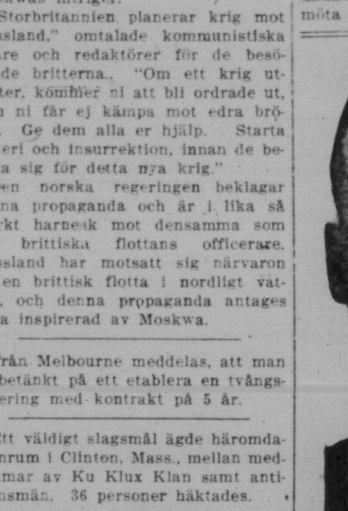 Storbritannien planerar krig mot
ssland," omtalade kommunistiska
re och redaktörer för de besö-
de britterna. "Om ett krig ut-
ter, kommer ni att bli ordrade ut,
n ni får ej kämpa mot edra brö-
. Ge dem alla er hjälp. Starta
eri och insurrektion, innan de be-
a sig för detta nya krig."
en norska regeringen beklagar
na propaganda och är i lika så
rkt harnesk mot densamma som
brittiska flottans officerare.
ssland har motsatt sig närvaron
en brittisk flotta i nordligt vat-
, och denna propaganda antages
a inspirerad av Moskwa.
från Melbourne meddelas, att man
betänkt på ett etablera en tvångs-
ering med kontrakt på 5 år.
tt väldigt slagsmål ägde häromda-
nrum i Clinton, Mass., mellan med-
mar av Ku Klux Klan samt anti-
nsmän. 36 personer häktades.
möta